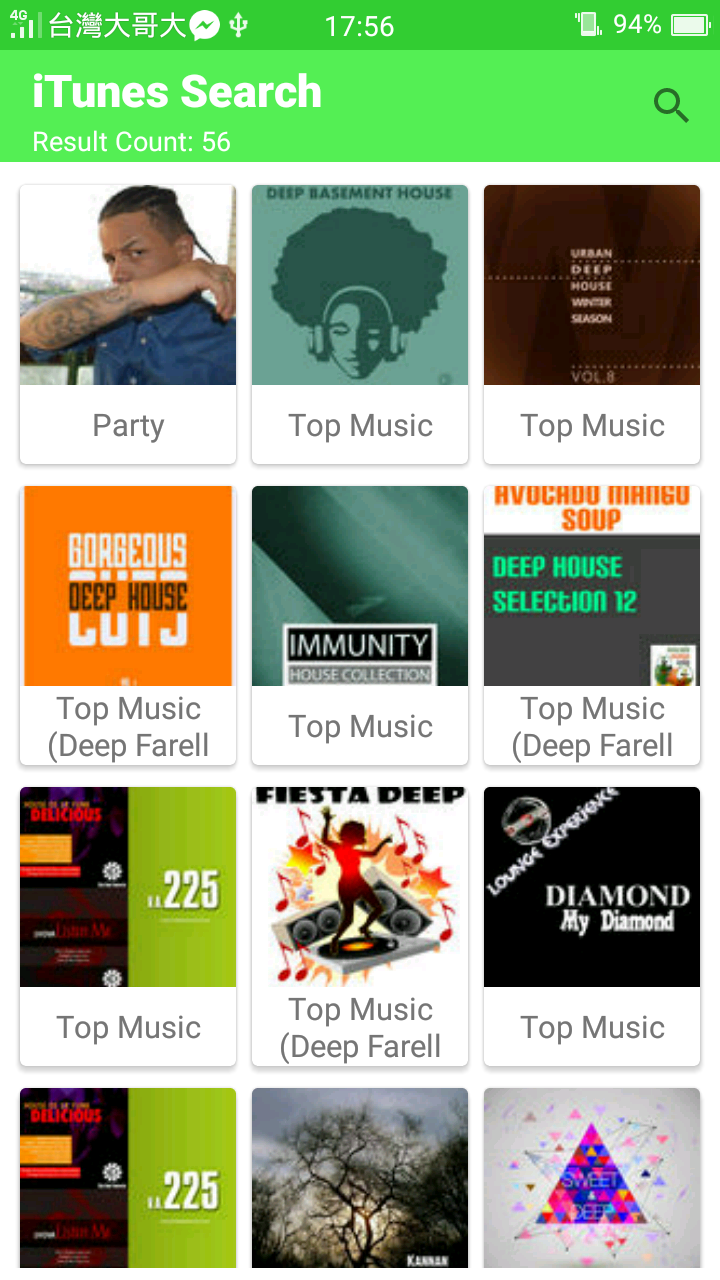 4G 台灣大哥大 17:56 94%
iTunes Search
Result Count: 56
DEEP BASEMENT HOUSE
URBAN
DEEP
HOUSE
WINTER
SEASON
VOL.8
Party
Top Music
Top Music
GORGEOUS
DEEP HOUSE
CUTS
IMMUNITY
HOUSE COLLECTION
AVOCADO MANGO
SOUP
DEEP HOUSE
SELECTION 12
Top Music
(Deep Farell
Top Music
Top Music
(Deep Farell
DELICIOUS
Listen Me
V.A. 225
FIESTA DEEP
LOUNGE EXPERIENCE
DIAMOND
My Diamond
Top Music
Top Music
(Deep Farell
Top Music
DELICIOUS
Listen Me
V.A. 225
KANNAN
SWEET
&
DEEP